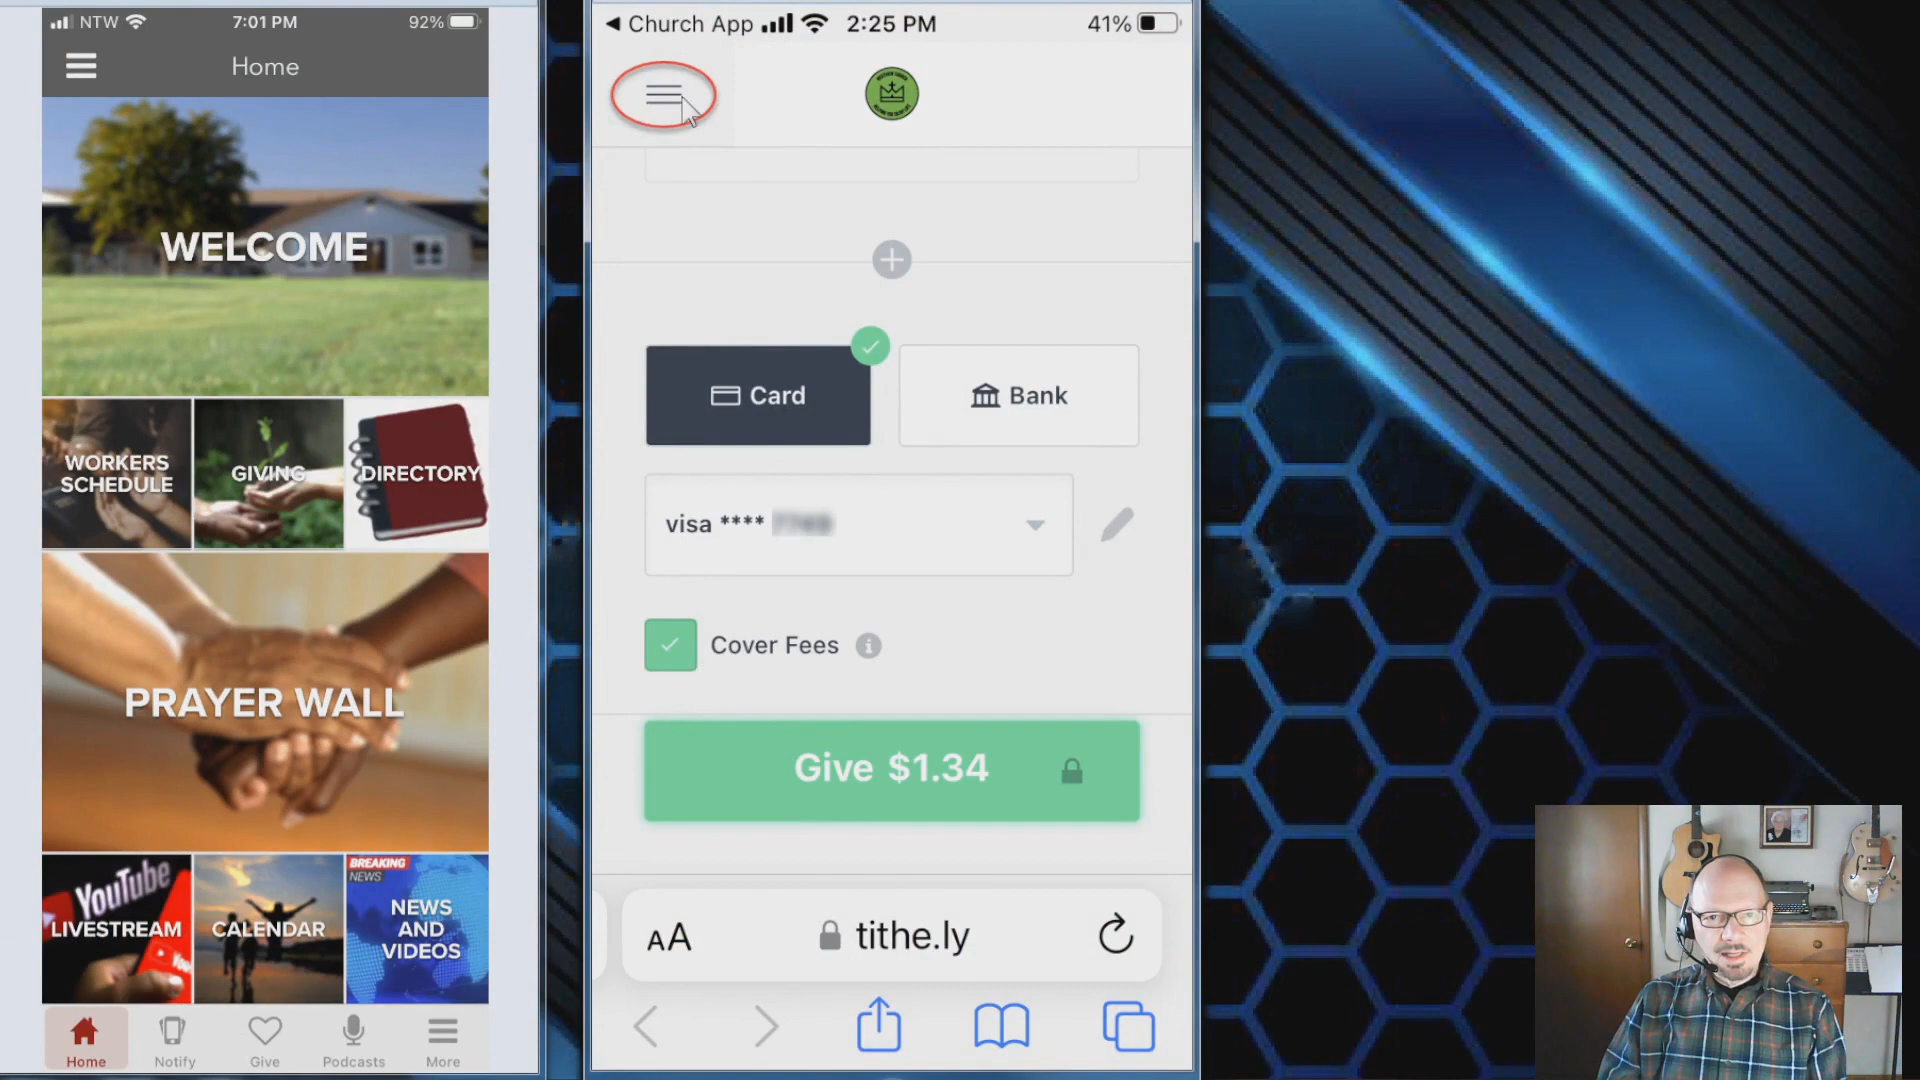 NTW 7:01 PM 92%
Home
WELCOME
WORKERS
SCHEDULE
GIVING
DIRECTORY
PRAYER WALL
YouTube
LIVESTREAM
CALENDAR
BREAKING
NEWS
NEWS
AND
VIDEOS
Home Notify Give Podcasts More
Church App 2:25 PM 41%
Card
Bank
visa ****
Cover Fees
Give $1.34
AA tithe.ly